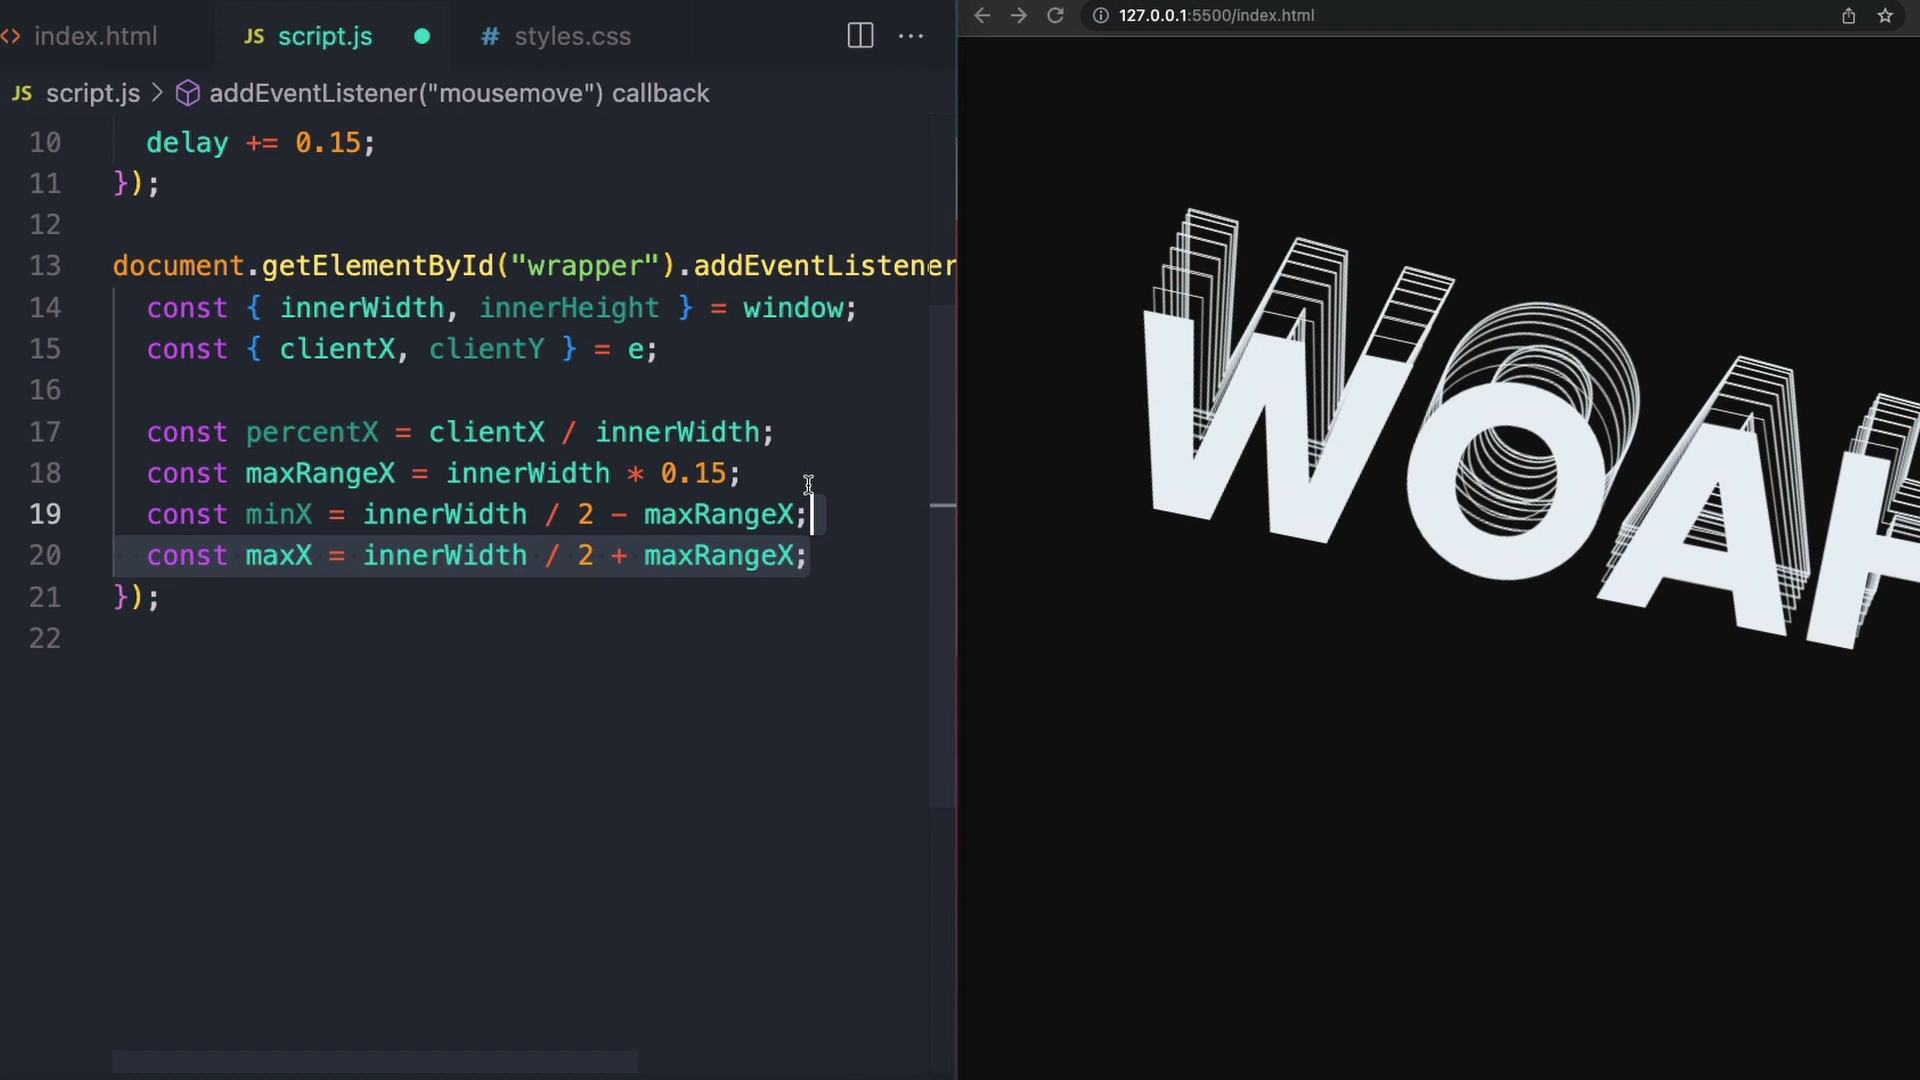 index.html
JS script.js
# styles.css
...
JS script.js > addEventListener("mousemove") callback
10 delay += 0.15;
11 });
12
13 document.getElementById("wrapper").addEventListener
14 const { innerWidth, innerHeight } = window;
15 const { clientX, clientY } = e;
16
17 const percentX = clientX / innerWidth;
18 const maxRangeX = innerWidth * 0.15;
19 const minX = innerWidth / 2 - maxRangeX;
20 const maxX = innerWidth / 2 + maxRangeX;
21 });
22
127.0.0.1:5500/index.html
WOAH